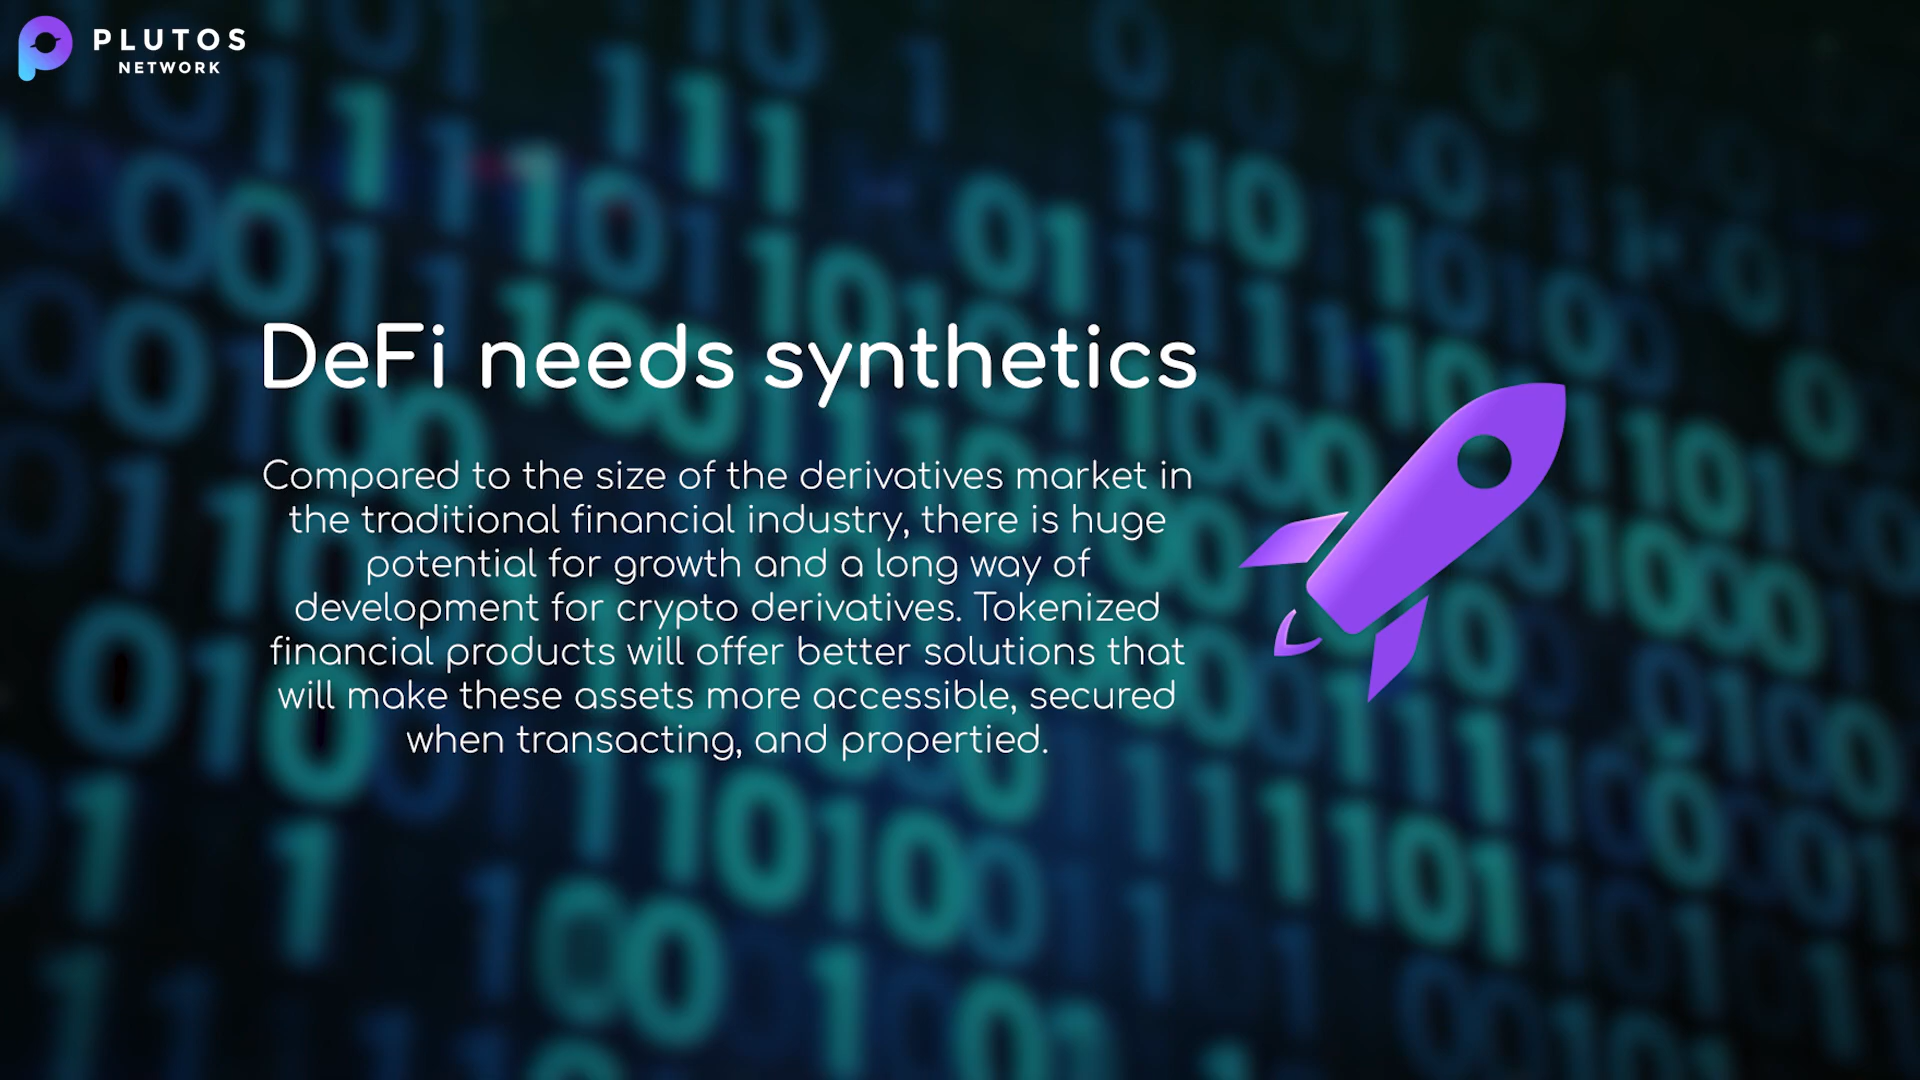 PLUTOS
NETWORK
DeFi needs synthetics
Compared to the size of the derivatives market in
the traditional financial industry, there is huge
potential for growth and a long way of
development for crypto derivatives. Tokenized
financial products will offer better solutions that
will make these assets more accessible, secured
when transacting, and propertied.